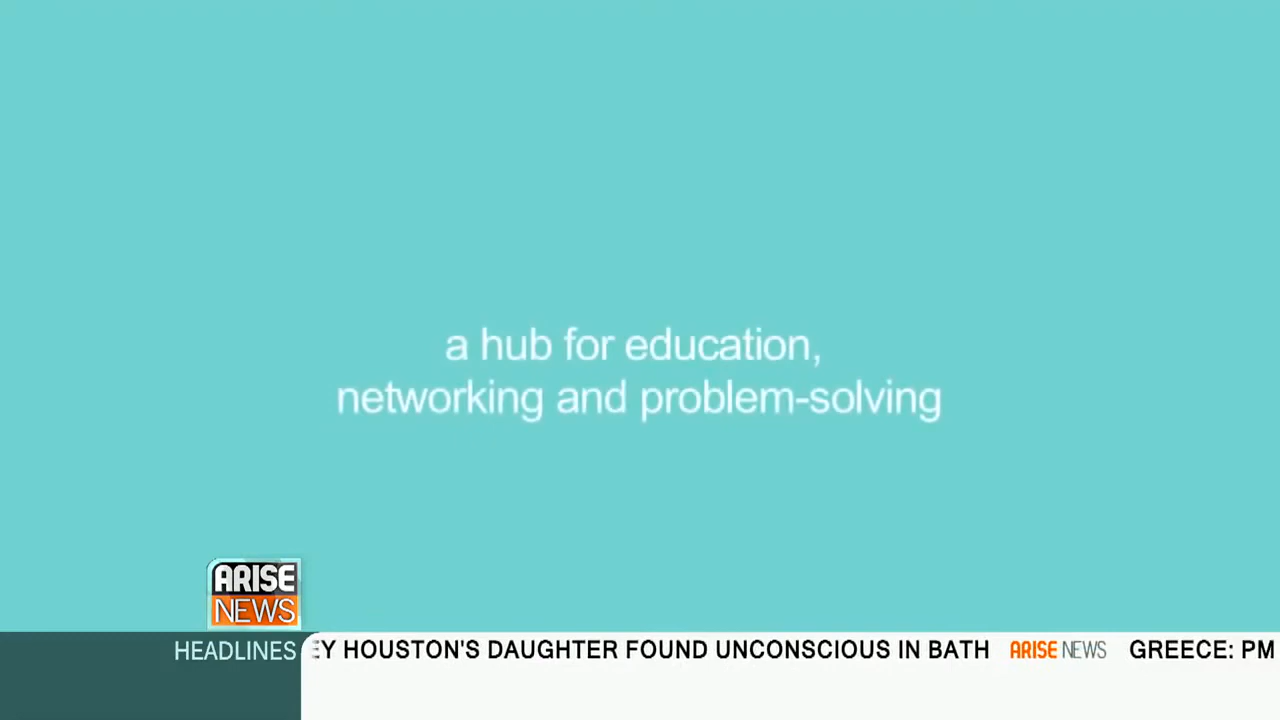 a hub for education,
networking and problem-solving
ARISE
NEWS
HEADLINES
EY HOUSTON'S DAUGHTER FOUND UNCONSCIOUS IN BATH ARISE NEWS GREECE: PM